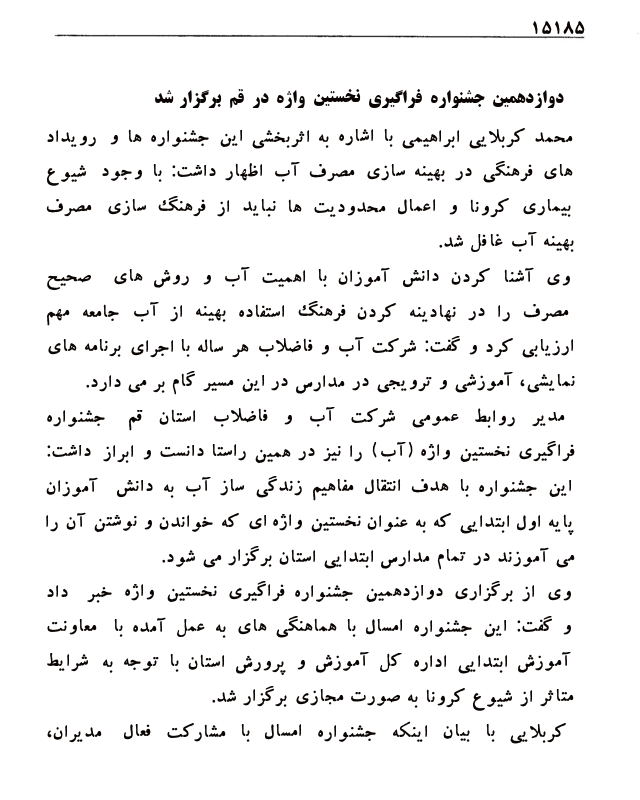 ۱۵۱۸۵
دوازدهمین جشنواره فراگیری نخستین واژه در قم برگزار شد
محمد کربلایی ابراهیمی با اشاره به اثربخشی این جشنواره ها و رویداد
های فرهنگی در بهینه سازی مصرف آب اظهار داشت: با وجود شیوع
بیماری کرونا و اعمال محدودیت ها نباید از فرهنگ سازی مصرف
بهینه آب غافل شد.
وی آشنا کردن دانش آموزان با اهمیت آب و روش های صحیح
مصرف را در نهادینه کردن فرهنگ استفاده بهینه از آب جامعه مهم
ارزیابی کرد و گفت: شرکت آب و فاضلاب هر ساله با اجرای برنامه های
نمایشی، آموزشی و ترویجی در مدارس در این مسیر گام بر می دارد.
مدیر روابط عمومی شرکت آب و فاضلاب استان قم جشنواره
فراگیری نخستین واژه (آب) را نیز در همین راستا دانست و ابراز داشت:
این جشنواره با هدف انتقال مفاهیم زندگی ساز آب به دانش آموزان
پایه اول ابتدایی که به عنوان نخستین واژه ای که خواندن و نوشتن آن را
می آموزند در تمام مدارس ابتدایی استان برگزار می شود.
وی از برگزاری دوازدهمین جشنواره فراگیری نخستین واژه خبر داد
و گفت: این جشنواره امسال با هماهنگی های به عمل آمده با معاونت
آموزش ابتدایی اداره کل آموزش و پرورش استان با توجه به شرایط
متاثر از شیوع کرونا به صورت مجازی برگزار شد.
کربلایی با بیان اینکه جشنواره امسال با مشارکت فعال مدیران،